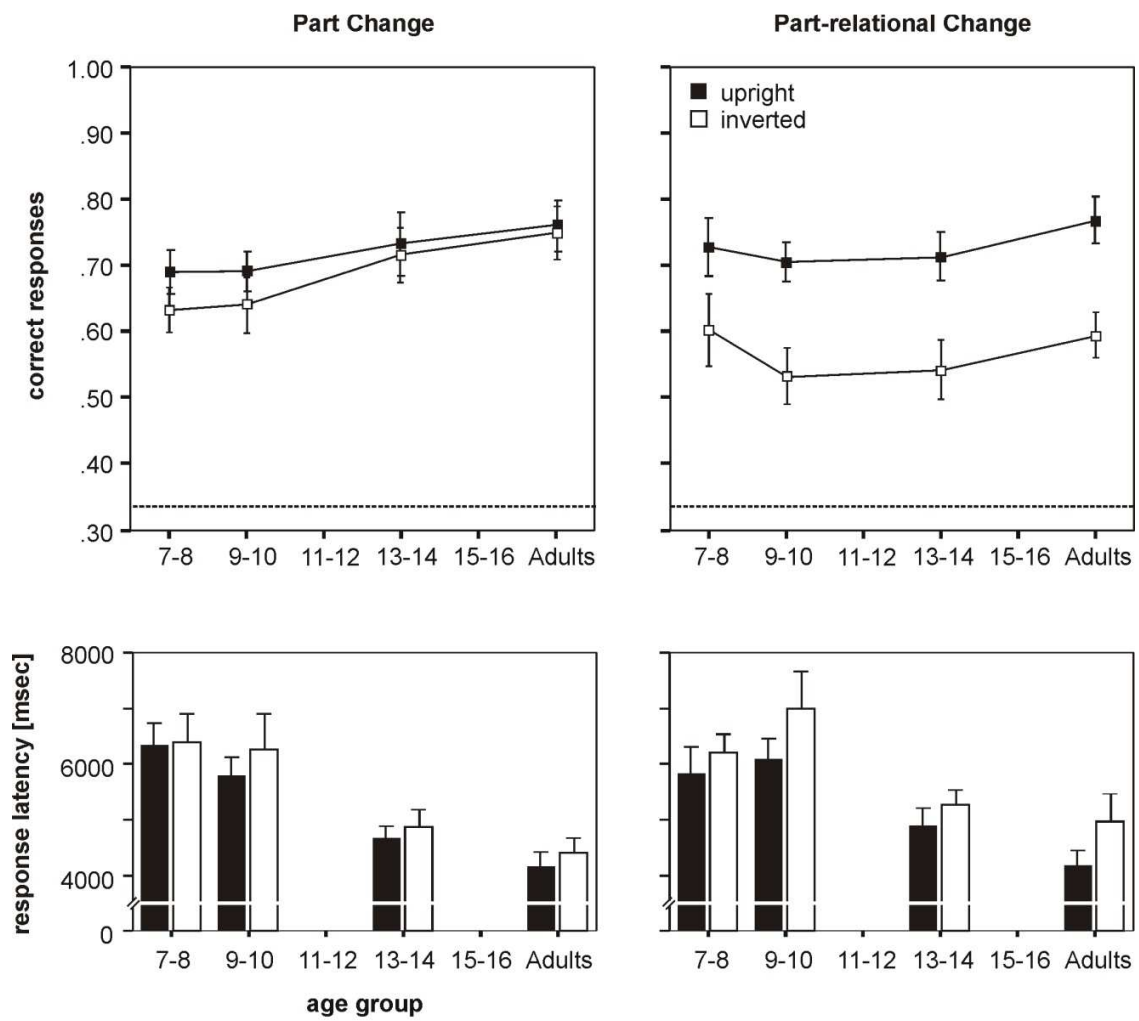 Part Change
Part-relational Change
correct responses
1.00
.90
.80
.70
.60
.50
.40
.30
7-8 9-10 11-12 13-14 15-16 Adults
upright
inverted
7-8 9-10 11-12 13-14 15-16 Adults
response latency [msec]
8000
6000
4000
0
7-8 9-10 11-12 13-14 15-16 Adults
age group
7-8 9-10 11-12 13-14 15-16 Adults